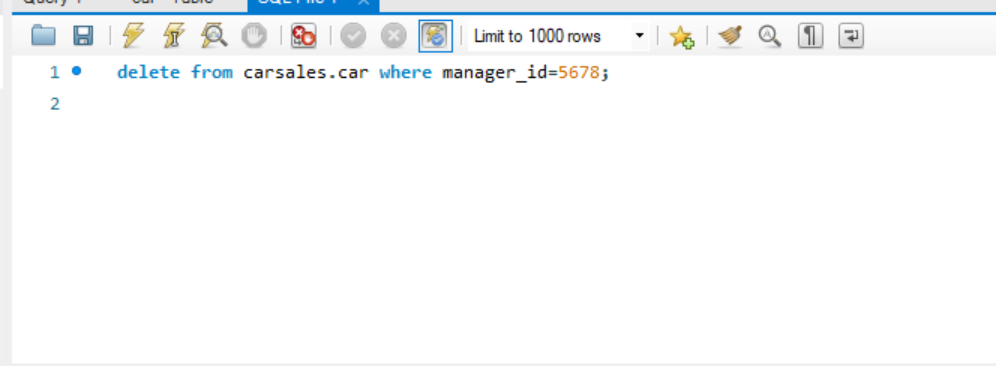 Limit to 1000 rows
1 delete from carsales.car where manager_id=5678;
2